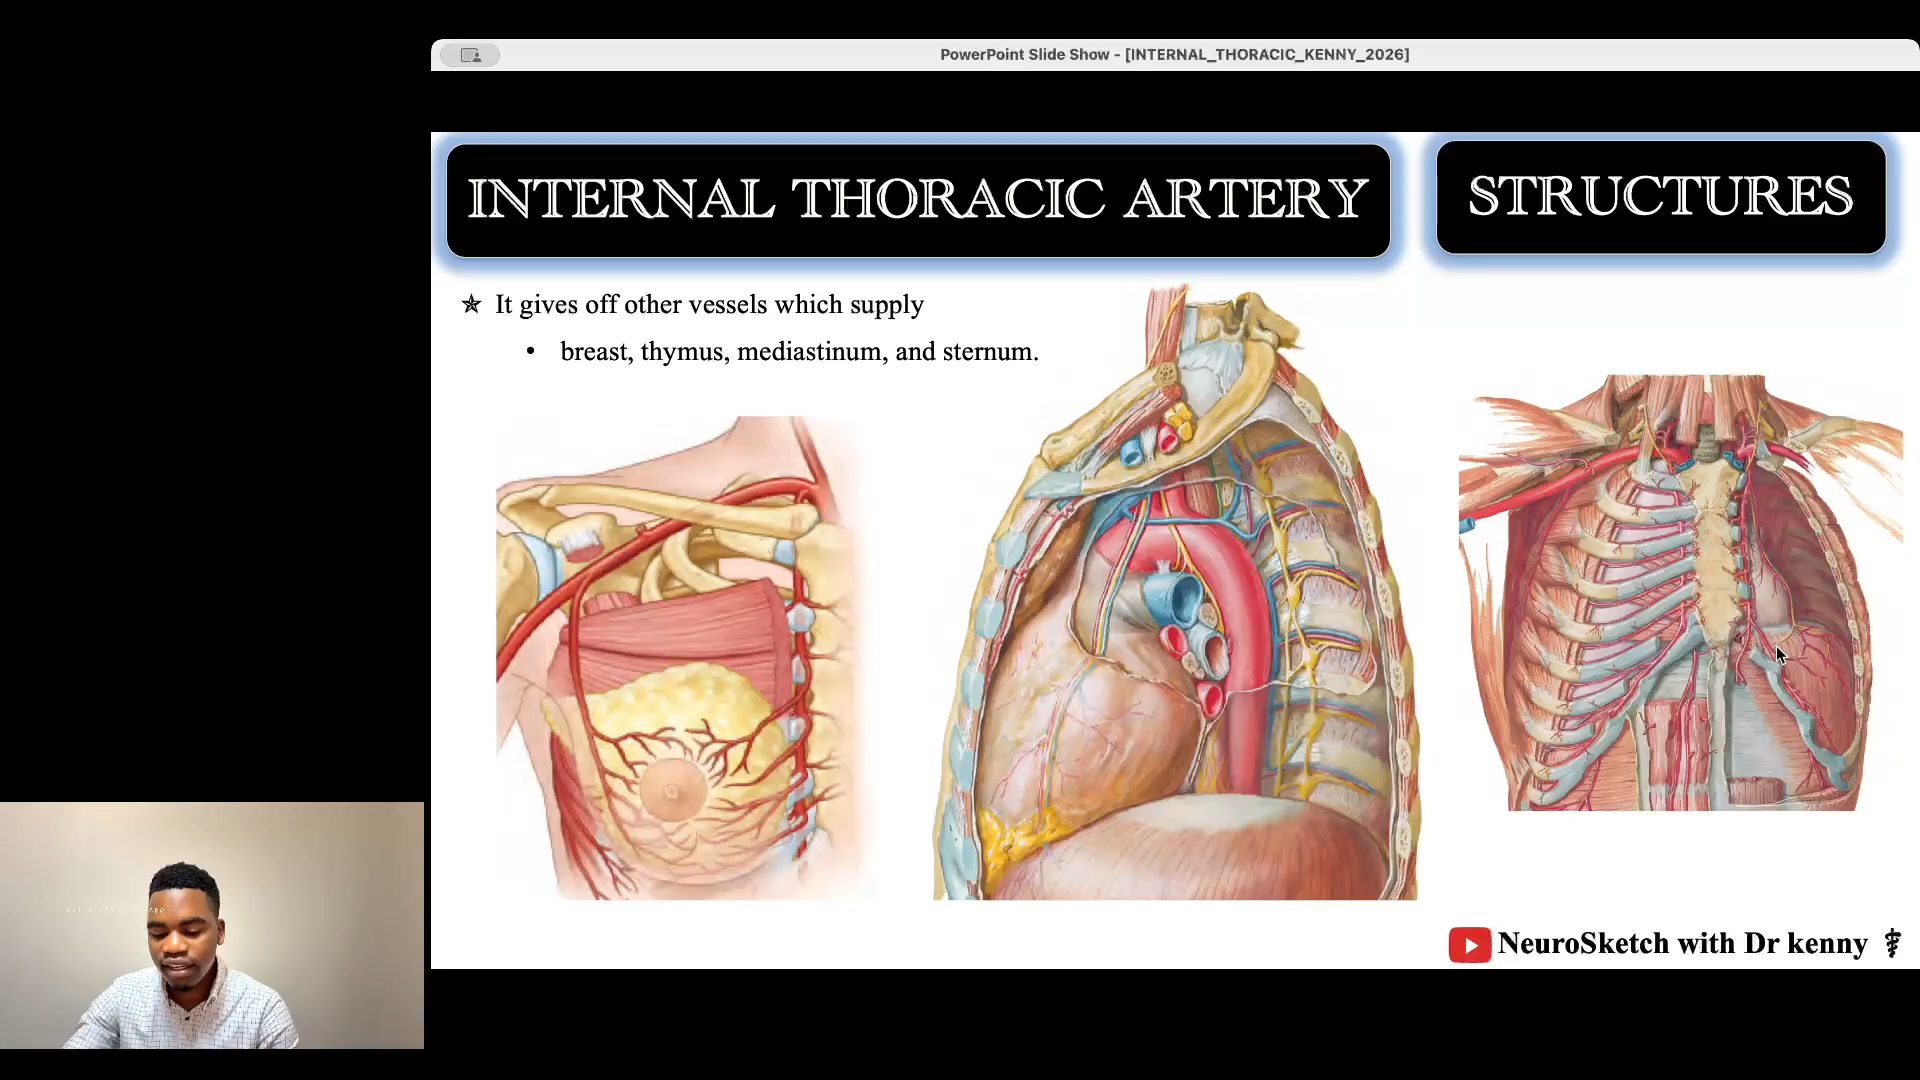 PowerPoint Slide Show - [INTERNAL_THORACIC_KENNY_2026]
INTERNAL THORACIC ARTERY
STRUCTURES
✯ It gives off other vessels which supply
• breast, thymus, mediastinum, and sternum.
NeuroSketch with Dr kenny